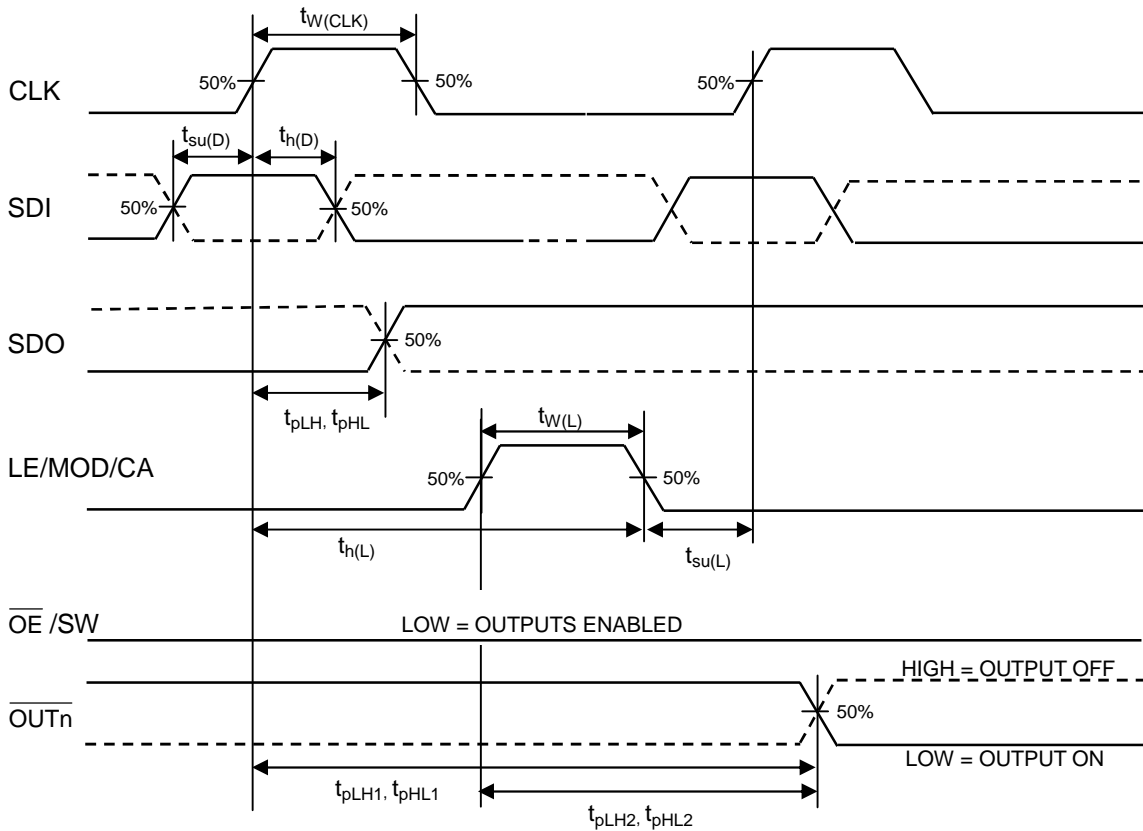 tW(CLK)
50%
50%
50%
CLK
tsu(D)
th(D)
50%
50%
SDI
50%
SDO
tpLH, tpHL
tW(L)
LE/MOD/CA
50%
50%
th(L)
tsu(L)
OE /SW
LOW = OUTPUTS ENABLED
HIGH = OUTPUT OFF
OUTn
50%
LOW = OUTPUT ON
tpLH1, tpHL1
tpLH2, tpHL2